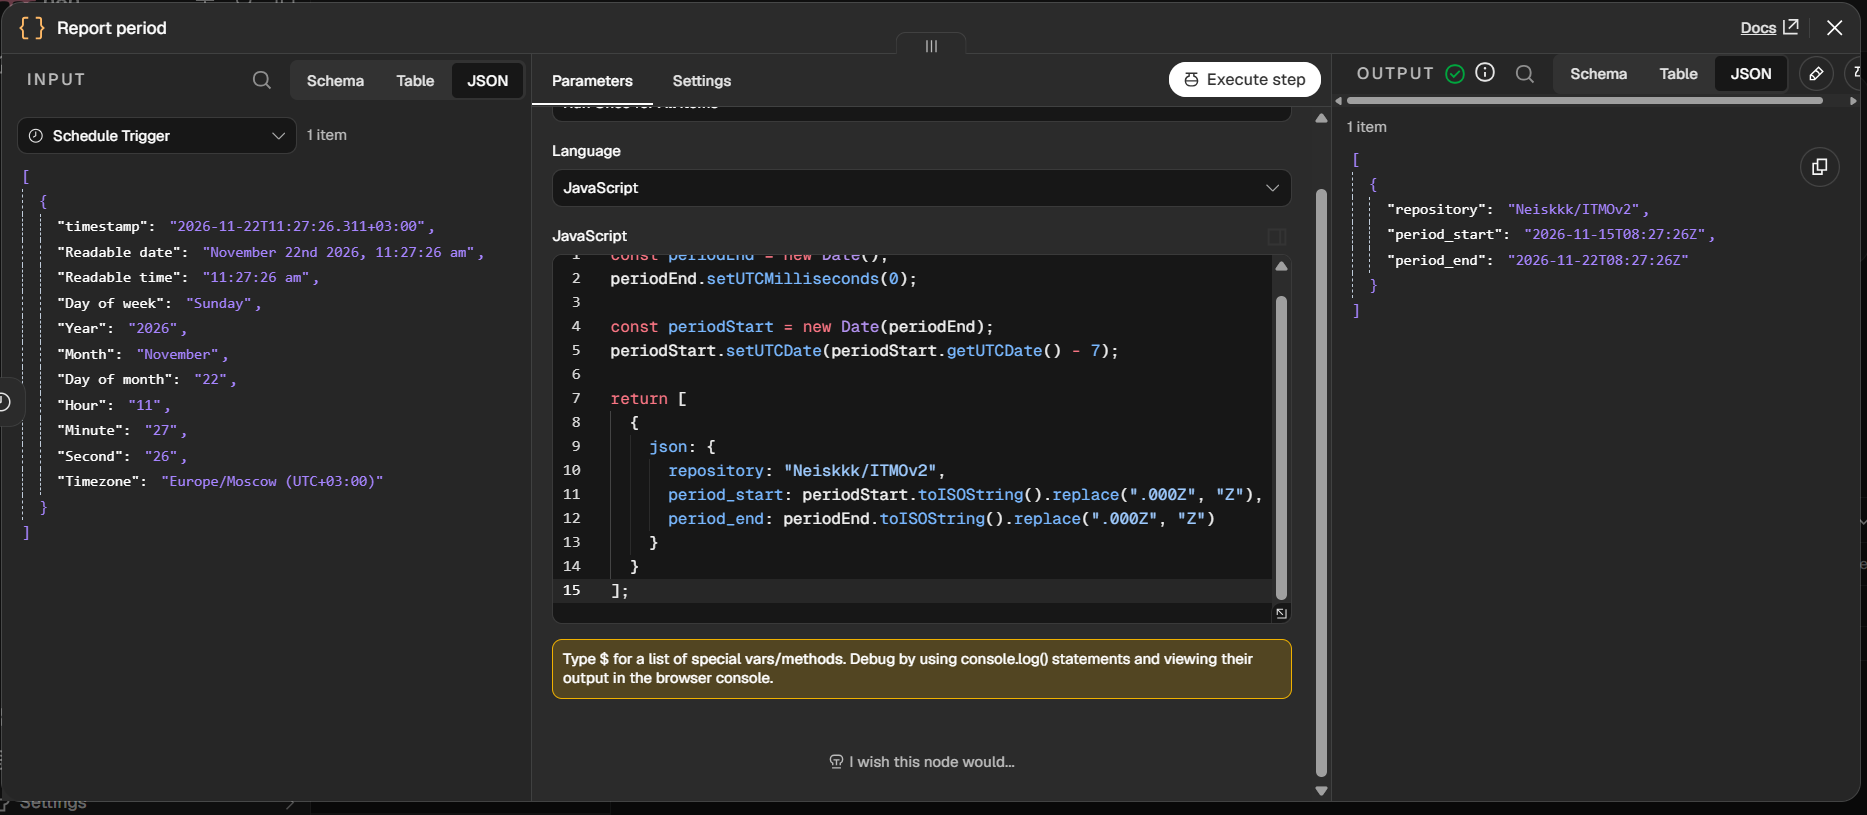 { } Report period
Docs
INPUT
Schema
Table
JSON
Schedule Trigger
1 item
[
{
"timestamp": "2026-11-22T11:27:26.311+03:00",
"Readable date": "November 22nd 2026, 11:27:26 am",
"Readable time": "11:27:26 am",
"Day of week": "Sunday",
"Year": "2026",
"Month": "November",
"Day of month": "22",
"Hour": "11",
"Minute": "27",
"Second": "26",
"Timezone": "Europe/Moscow (UTC+03:00)"
}
]
Parameters
Settings
Execute step
Language
JavaScript
JavaScript
1 const periodEnd = new Date();
2 periodEnd.setUTCMilliseconds(0);
3
4 const periodStart = new Date(periodEnd);
5 periodStart.setUTCDate(periodStart.getUTCDate() - 7);
6
7 return [
8 {
9 json: {
10 repository: "Neiskkk/ITMOv2",
11 period_start: periodStart.toISOString().replace(".000Z", "Z"),
12 period_end: periodEnd.toISOString().replace(".000Z", "Z")
13 }
14 }
15 ];
Type $ for a list of special vars/methods. Debug by using console.log() statements and viewing their
output in the browser console.
I wish this node would...
OUTPUT
Schema
Table
JSON
1 item
[
{
"repository": "Neiskkk/ITMOv2",
"period_start": "2026-11-15T08:27:26Z",
"period_end": "2026-11-22T08:27:26Z"
}
]
Settings